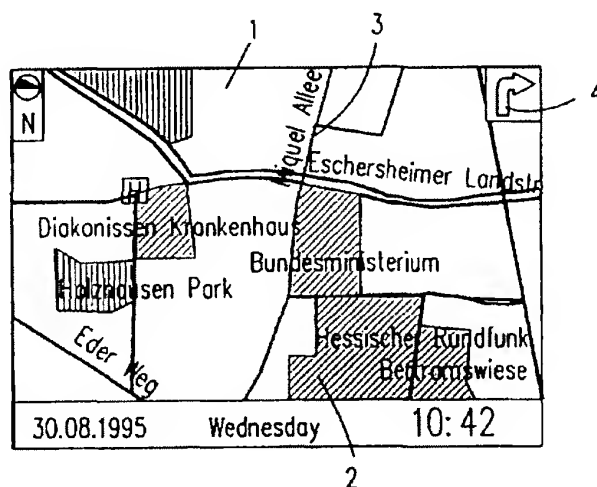 1
3
4
N
Miquel Allee
Eschersheimer Landstr
H
Diakonissen Krankenhaus
Bundesministerium
Holzhausen Park
Eder Weg
Hessischer Rundfunk
Bertramswiese
30.08.1995 Wednesday 10:42
2